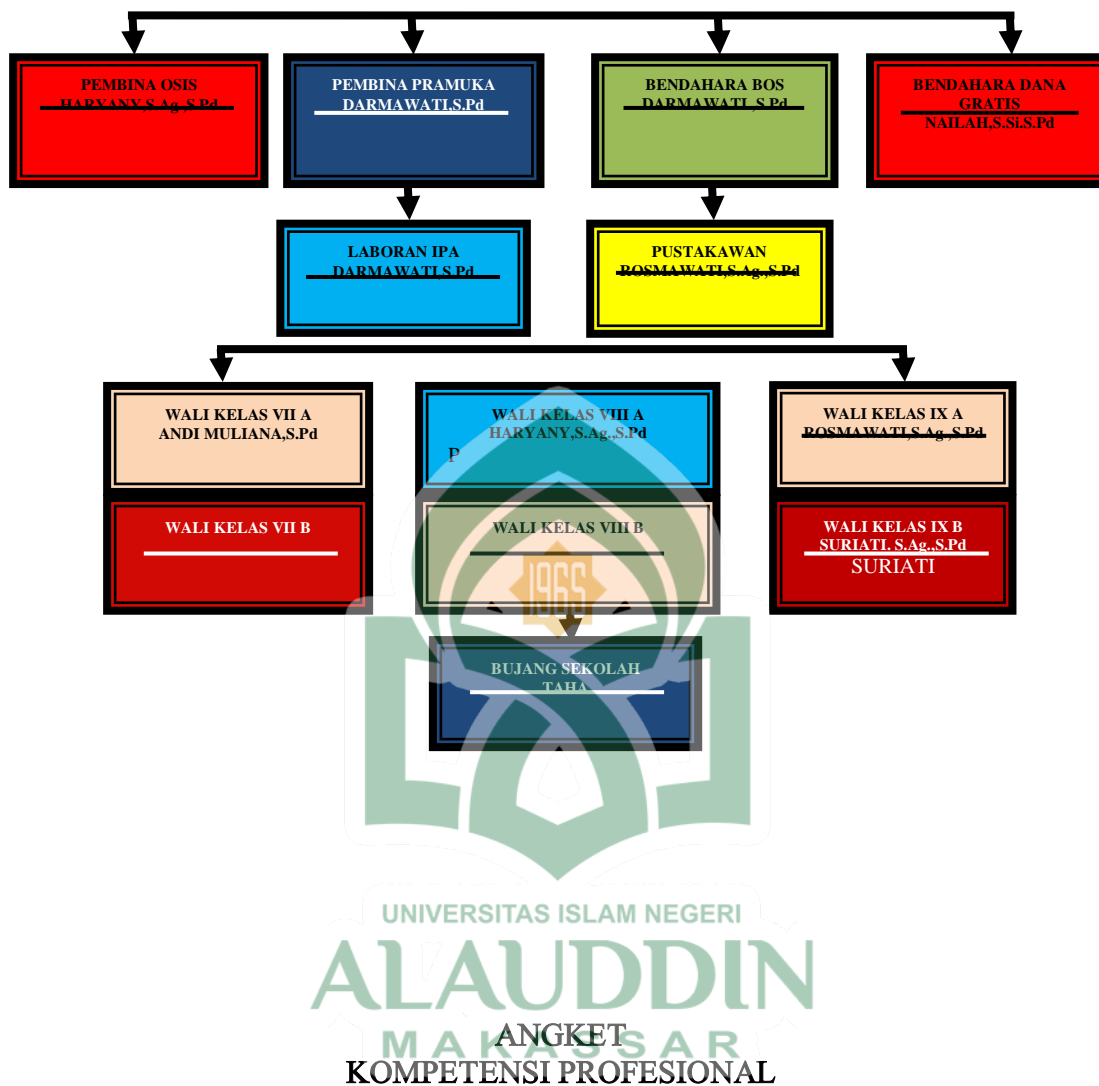 PEMBINA OSIS
HARYANY,S.Ag.,S.Pd
PEMBINA PRAMUKA
DARMAWATI,S.Pd
BENDAHARA BOS
DARMAWATI,S.Pd
BENDAHARA DANA
GRATIS
NAILAH,S.Si.S.Pd
LABORAN IPA
DARMAWATI,S.Pd
PUSTAKAWAN
ROSMAWATI,S.Ag.,S.Pd
WALI KELAS VII A
ANDI MULIANA,S.Pd
WALI KELAS VIII A
HARYANY,S.Ag.,S.Pd
P
WALI KELAS IX A
ROSMAWATI,S.Ag.,S.Pd
WALI KELAS VII B
WALI KELAS VIII B
WALI KELAS IX B
SURIATI. S.Ag.,S.Pd
SURIATI
1965
BUJANG SEKOLAH
TAHA
UNIVERSITAS ISLAM NEGERI
ALAUDDIN
MAKASSAR
ANGKET
KOMPETENSI PROFESIONAL